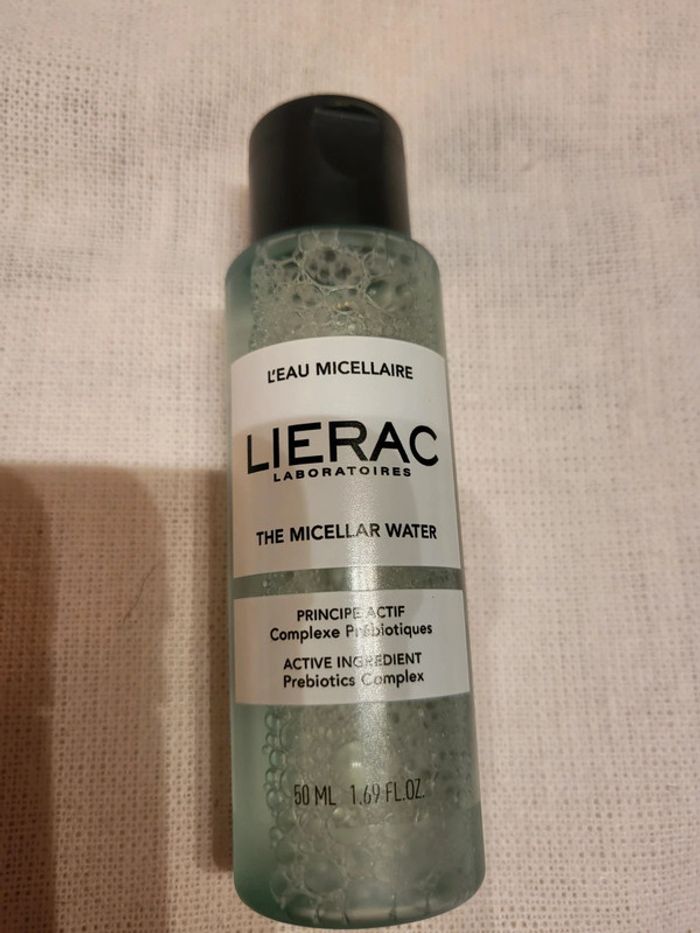 L'EAU MICELLAIRE
LIERAC
LABORATOIRES
THE MICELLAR WATER
PRINCIPE ACTIF
Complexe Prébiotiques
ACTIVE INGREDIENT
Prebiotics Complex
50 ML 1.69 FL.OZ.